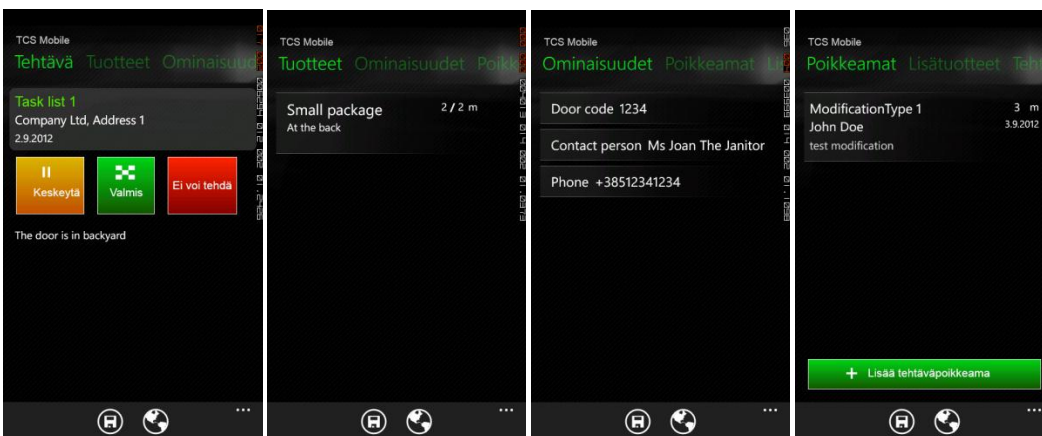 TCS Mobile
Tehtävä Tuotteet Ominaisuud
Task list 1
Company Ltd, Address 1
2.9.2012
Keskeytä
Valmis
Ei voi tehdä
The door is in backyard
TCS Mobile
Tuotteet Ominaisuudet Poikk
Small package 2 / 2 m
At the back
TCS Mobile
Ominaisuudet Poikkeamat Lis
Door code 1234
Contact person Ms Joan The Janitor
Phone +38512341234
TCS Mobile
Poikkeamat Lisätuotteet Teht
ModificationType 1 3 m
John Doe 3.9.2012
test modification
+ Lisää tehtäväpoikkeama